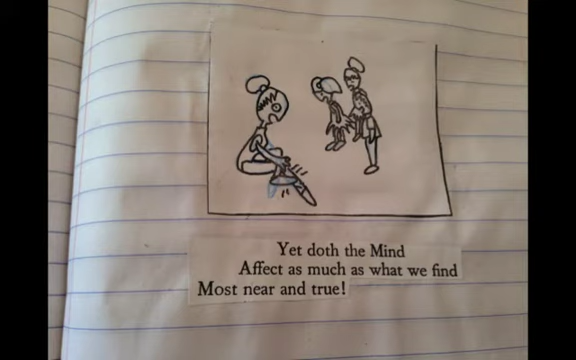 Yet doth the Mind
Affect as much as what we find
Most near and true!